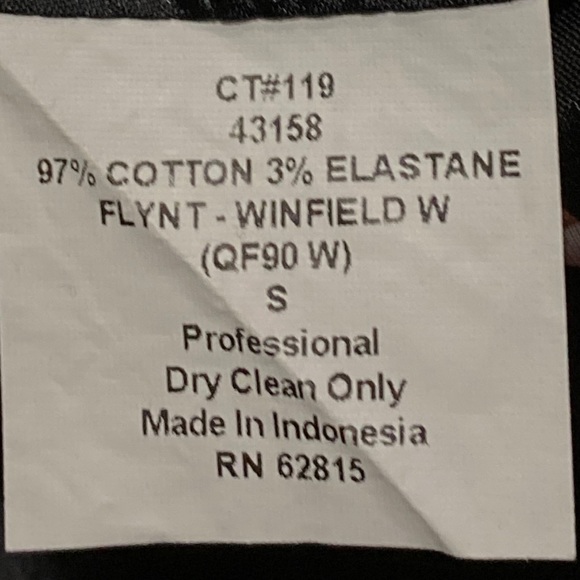 CT#119
43158
97% COTTON 3% ELASTANE
FLYNT - WINFIELD W
(QF90 W)
S
Professional
Dry Clean Only
Made In Indonesia
RN 62815